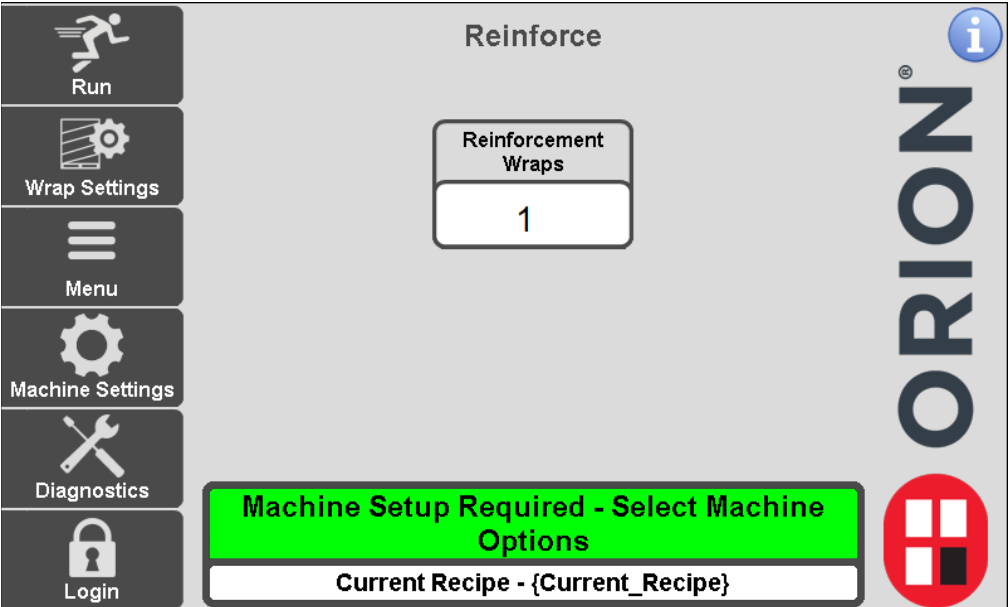 Reinforce
Run
Wrap Settings
Menu
Machine Settings
Diagnostics
Login
Reinforcement
Wraps
1
Machine Setup Required - Select Machine
Options
Current Recipe - {Current_Recipe}
i
ORION®